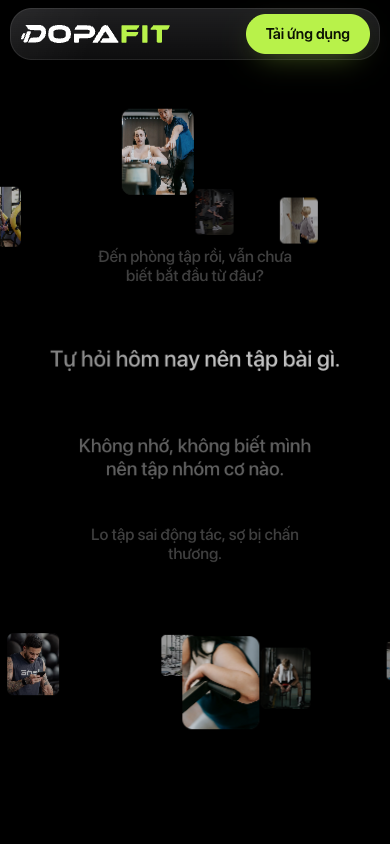 DOPAFIT
Tải ứng dụng
Đến phòng tập rồi, vẫn chưa
biết bắt đầu từ đâu?
Tự hỏi hôm nay nên tập bài gì.
Không nhớ, không biết mình
nên tập nhóm cơ nào.
Lo tập sai động tác, sợ bị chấn
thương.